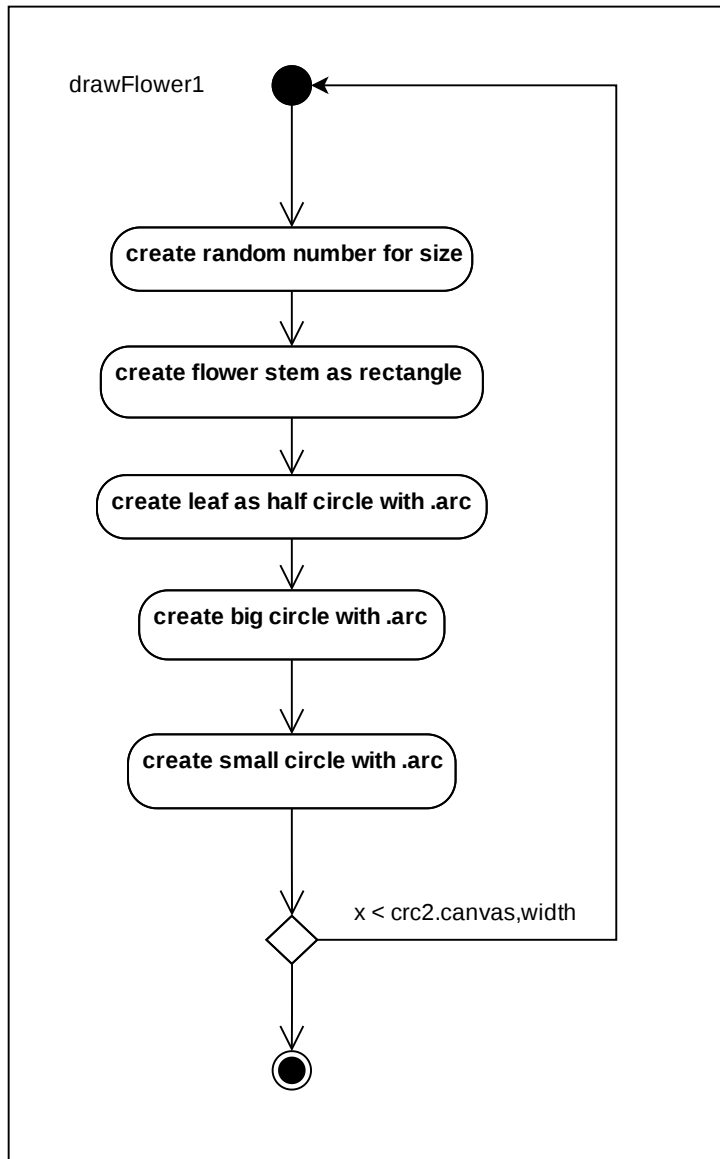 drawFlower1
create random number for size
create flower stem as rectangle
create leaf as half circle with .arc
create big circle with .arc
create small circle with .arc
x < crc2.canvas,width